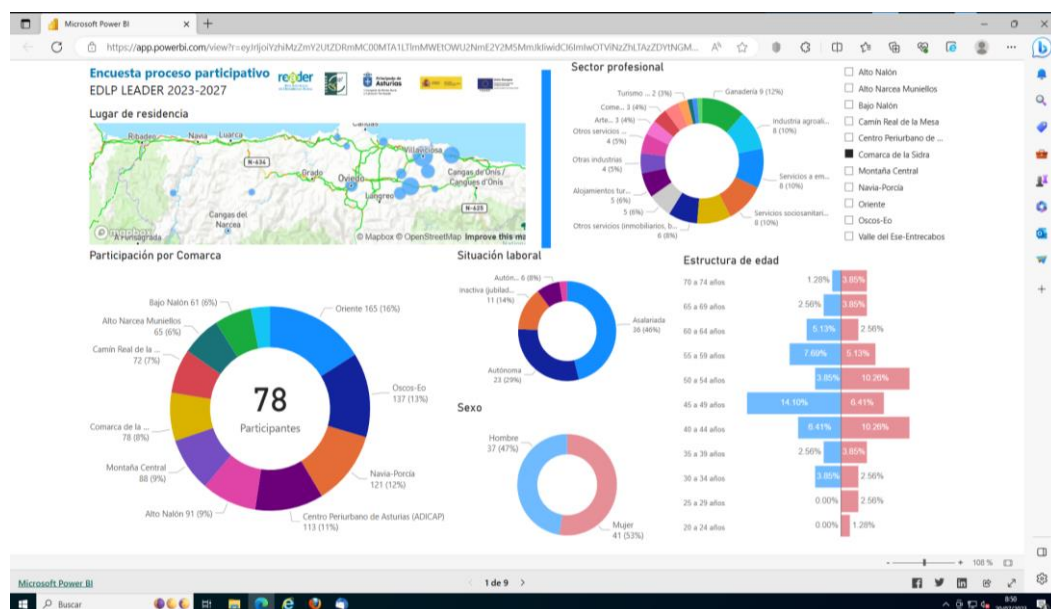 Microsoft Power BI
https://app.powerbi.com/view?r=
Encuesta proceso participativo
EDLP LEADER 2023-2027
reader
Asturias
Lugar de residencia
Ribadeo
Navia
Luarca
Candás
Villaviciosa
N-634
Grado
Oviedo
Cangas de Onís /
Cangues d'Onís
Langreo
N-625
Cangas del
Narcea
A Fonsagrada
mapbox
© Mapbox © OpenStreetMap Improve this ma
Sector profesional
Turismo ... 2 (3%)
Come... 3 (4%)
Arte... 3 (4%)
Otros servicios ...
4 (5%)
Otras industrias
4 (5%)
Alojamientos tur...
5 (6%)
5 (6%)
Otros servicios (inmobiliarios, b...
6 (8%)
Ganadería 9 (12%)
Industria agroali...
8 (10%)
Servicios a em...
8 (10%)
Servicios sociosanitari...
8 (10%)
Alto Nalón
Alto Narcea Muniellos
Bajo Nalón
Camín Real de la Mesa
Centro Periurbano de ...
Comarca de la Sidra
Montaña Central
Navia-Porcía
Oriente
Oscos-Eo
Valle del Ese-Entrecabos
Participación por Comarca
Bajo Nalón 61 (6%)
Alto Narcea Muniellos
65 (6%)
Camín Real de la ...
72 (7%)
Comarca de la ...
78 (8%)
Montaña Central
88 (9%)
Alto Nalón 91 (9%)
Oriente 165 (16%)
Oscos-Eo
137 (13%)
Navia-Porcía
121 (12%)
Centro Periurbano de Asturias (ADICAP)
113 (11%)
78
Participantes
Situación laboral
Autón... 6 (8%)
Inactiva (jubilad...
11 (14%)
Asalariada
36 (46%)
Autónoma
23 (29%)
Sexo
Hombre
37 (47%)
Mujer
41 (53%)
Estructura de edad
70 a 74 años 1.28% 3.85%
65 a 69 años 2.56% 3.85%
60 a 64 años 5.13% 2.56%
55 a 59 años 7.69% 5.13%
50 a 54 años 3.85% 10.26%
45 a 49 años 14.10% 6.41%
40 a 44 años 6.41% 10.26%
35 a 39 años 2.56% 3.85%
30 a 34 años 3.85% 2.56%
25 a 29 años 0.00% 2.56%
20 a 24 años 0.00% 1.28%
108 %
Microsoft Power BI
1 de 9
Buscar
8:50